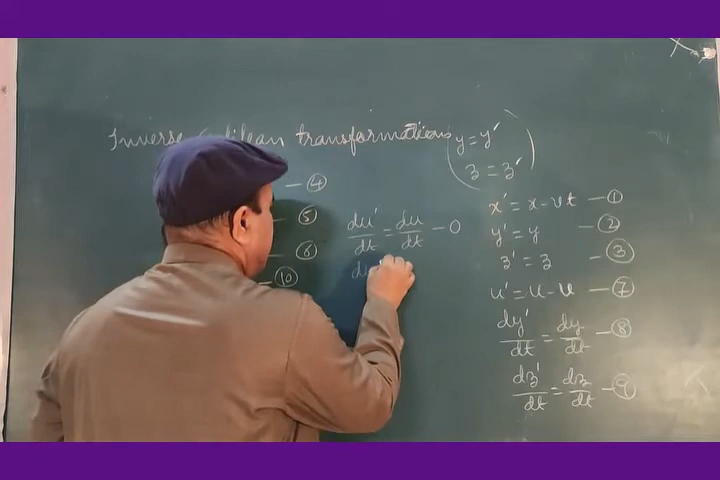 Inverse Galilean transformations
(y = y'
z = z')
— ④
— ⑤
— ⑥
— ⑩
du'/dt = du/dt — 0
du
x' = x - vt — ①
y' = y — ②
z' = z — ③
u' = u - v — ⑦
dy'/dt = dy/dt — ⑧
dz'/dt = dz/dt — ⑨